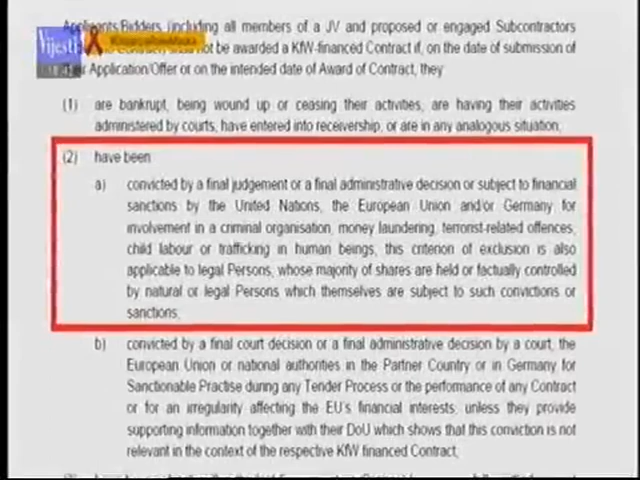 Applicants/Bidders (including all members of a JV and proposed or engaged Subcontractors
not be awarded a KfW-financed Contract if, on the date of submission of
Application/Offer or on the intended date of Award of Contract, they
Vijesti
(1) are bankrupt, being wound up or ceasing their activities, are having their activities
administered by courts, have entered into receivership, or are in any analogous situation;
(2) have been
a) convicted by a final judgement or a final administrative decision or subject to financial
sanctions by the United Nations, the European Union and/or Germany for
involvement in a criminal organisation, money laundering, terrorist-related offences,
child labour or trafficking in human beings; this criterion of exclusion is also
applicable to legal Persons, whose majority of shares are held or factually controlled
by natural or legal Persons which themselves are subject to such convictions or
sanctions;
b) convicted by a final court decision or a final administrative decision by a court, the
European Union or national authorities in the Partner Country or in Germany for
Sanctionable Practise during any Tender Process or the performance of any Contract
or for an irregularity affecting the EU's financial interests, unless they provide
supporting information together with their DoU which shows that this conviction is not
relevant in the context of the respective KfW financed Contract;